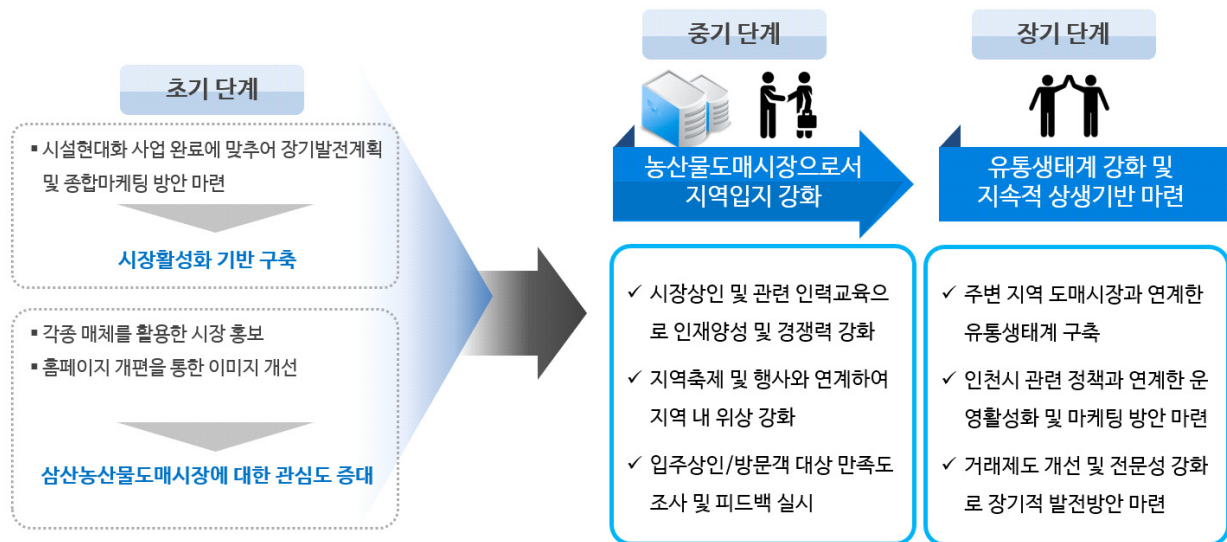 초기 단계
▪ 시설현대화 사업 완료에 맞추어 장기발전계획
및 종합마케팅 방안 마련
시장활성화 기반 구축
▪ 각종 매체를 활용한 시장 홍보
▪ 홈페이지 개편을 통한 이미지 개선
삼산농산물도매시장에 대한 관심도 증대
중기 단계
농산물도매시장으로서
지역입지 강화
✓ 시장상인 및 관련 인력교육으
로 인재양성 및 경쟁력 강화
✓ 지역축제 및 행사와 연계하여
지역 내 위상 강화
✓ 입주상인/방문객 대상 만족도
조사 및 피드백 실시
장기 단계
유통생태계 강화 및
지속적 상생기반 마련
✓ 주변 지역 도매시장과 연계한
유통생태계 구축
✓ 인천시 관련 정책과 연계한 운
영활성화 및 마케팅 방안 마련
✓ 거래제도 개선 및 전문성 강화
로 장기적 발전방안 마련